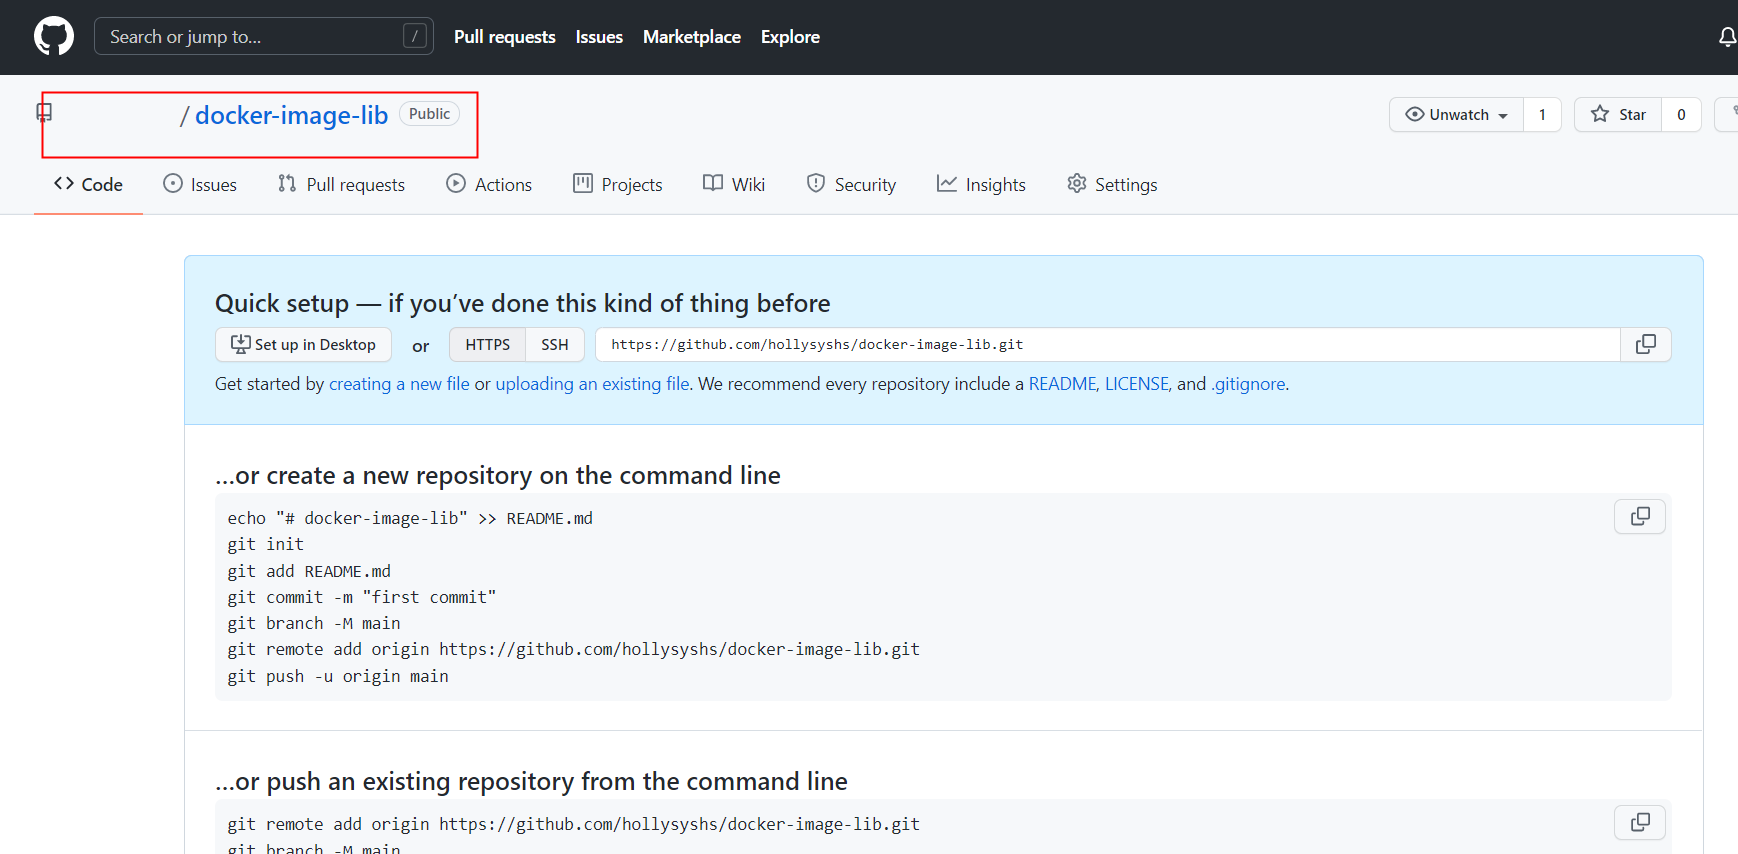 Search or jump to... / Pull requests Issues Marketplace Explore
/ docker-image-lib Public Unwatch 1 Star 0
Code Issues Pull requests Actions Projects Wiki Security Insights Settings
Quick setup — if you’ve done this kind of thing before
Set up in Desktop or HTTPS SSH https://github.com/hollysyshs/docker-image-lib.git
Get started by creating a new file or uploading an existing file. We recommend every repository include a README, LICENSE, and .gitignore.
…or create a new repository on the command line
echo "# docker-image-lib" >> README.md
git init
git add README.md
git commit -m "first commit"
git branch -M main
git remote add origin https://github.com/hollysyshs/docker-image-lib.git
git push -u origin main
…or push an existing repository from the command line
git remote add origin https://github.com/hollysyshs/docker-image-lib.git
git branch -M main